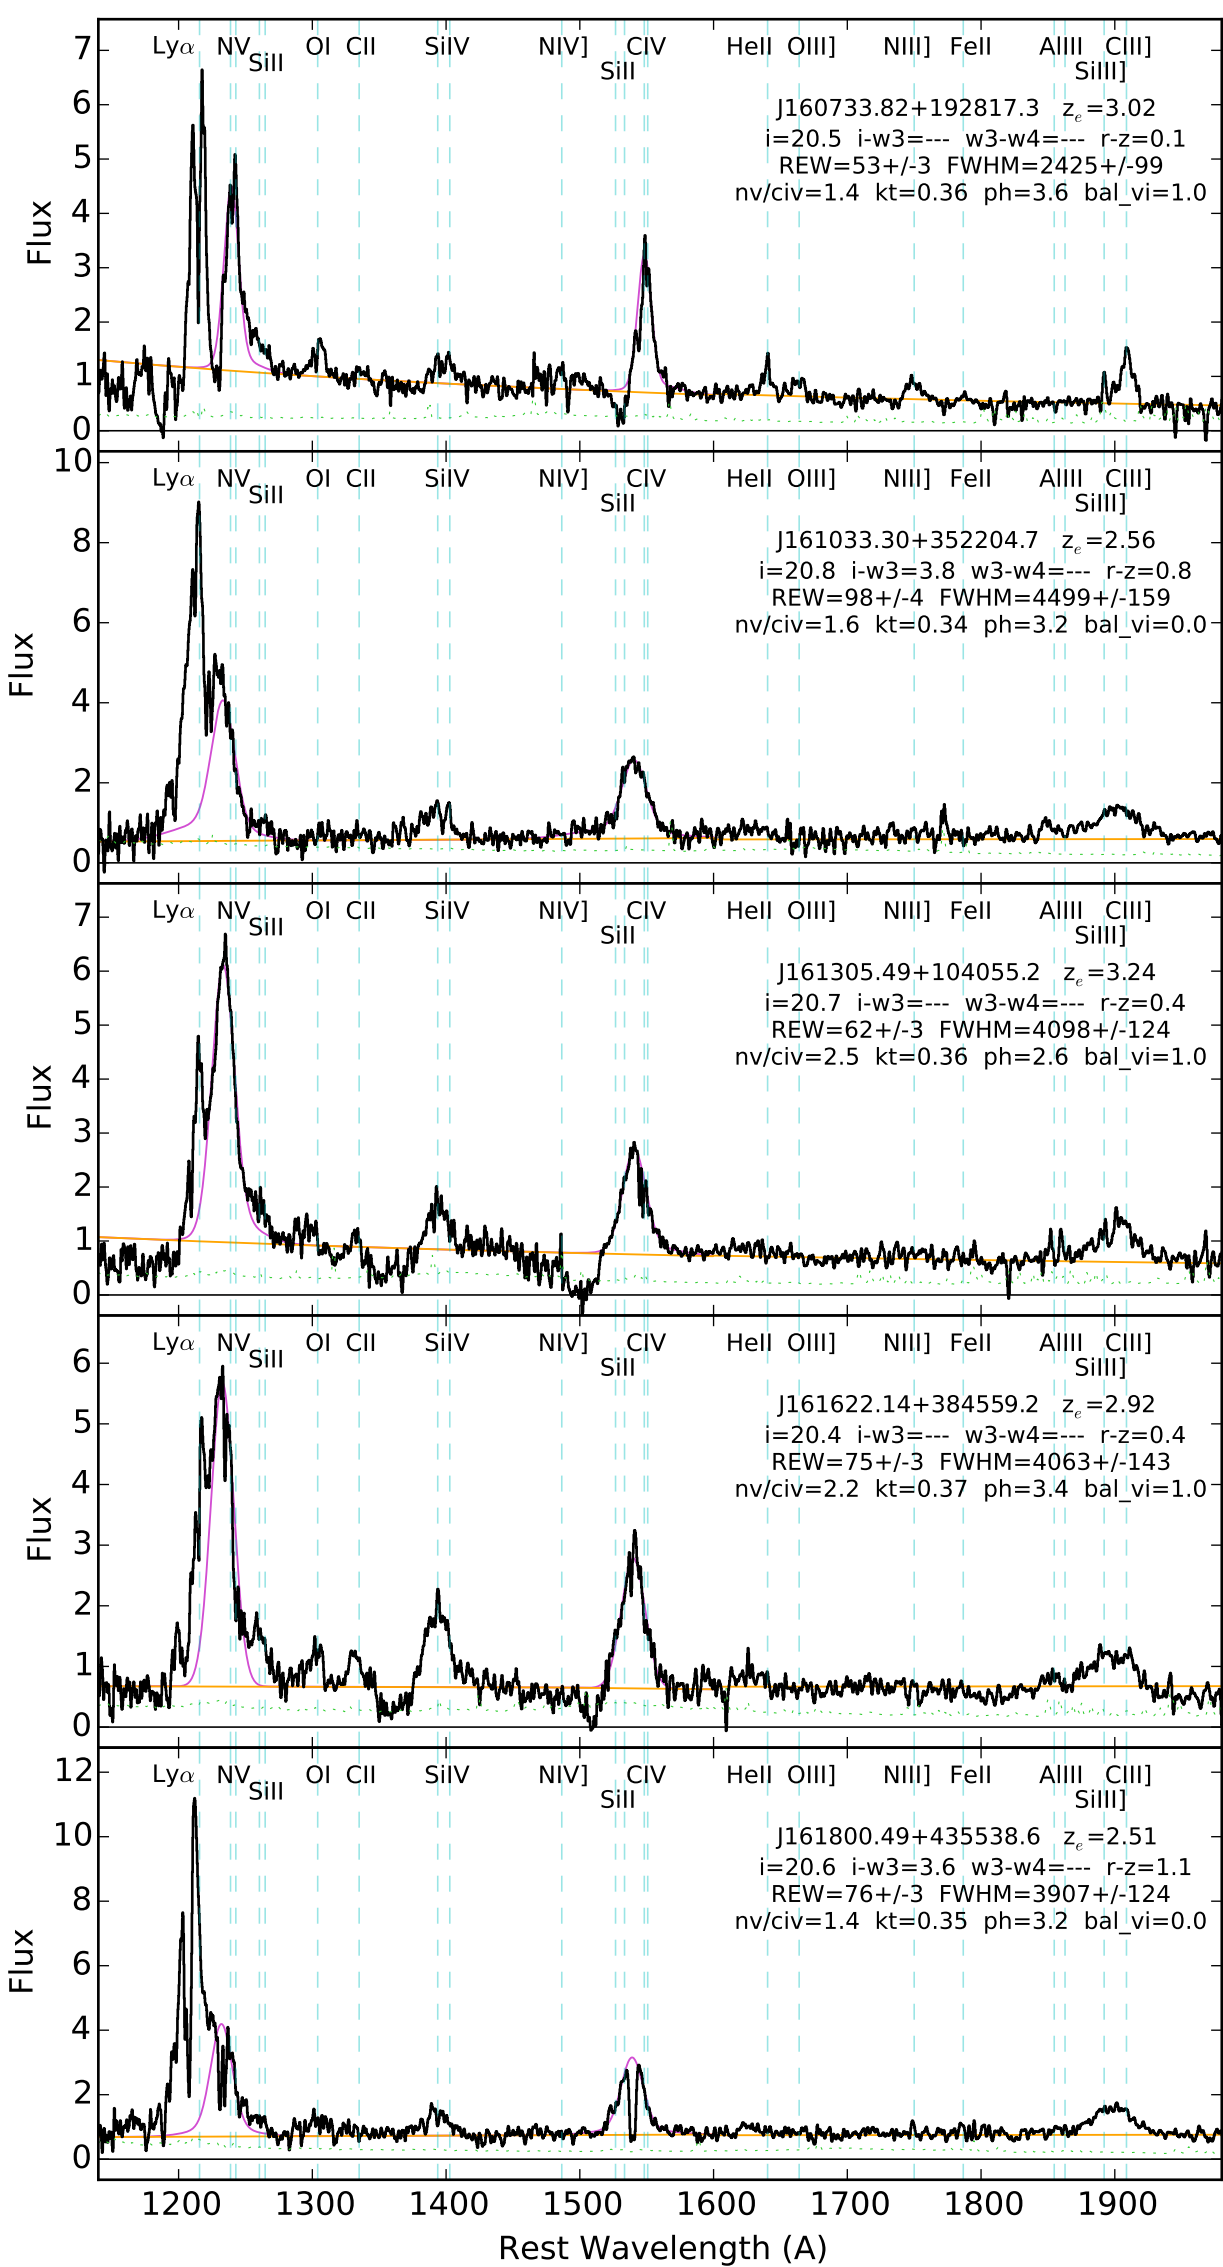 Lyα NV SiII OI CII SiIV NIV] SiII CIV HeII OIII] NIII] FeII AlIII SiIII] CIII]
J160733.82+192817.3 zₑ=3.02
i=20.5 i-w3=--- w3-w4=--- r-z=0.1
REW=53+/-3 FWHM=2425+/-99
nv/civ=1.4 kt=0.36 ph=3.6 bal_vi=1.0
7
6
5
4
3
2
1
0
Flux
Lyα NV SiII OI CII SiIV NIV] SiII CIV HeII OIII] NIII] FeII AlIII SiIII] CIII]
J161033.30+352204.7 zₑ=2.56
i=20.8 i-w3=3.8 w3-w4=--- r-z=0.8
REW=98+/-4 FWHM=4499+/-159
nv/civ=1.6 kt=0.34 ph=3.2 bal_vi=0.0
10
8
6
4
2
0
Flux
Lyα NV SiII OI CII SiIV NIV] SiII CIV HeII OIII] NIII] FeII AlIII SiIII] CIII]
J161305.49+104055.2 zₑ=3.24
i=20.7 i-w3=--- w3-w4=--- r-z=0.4
REW=62+/-3 FWHM=4098+/-124
nv/civ=2.5 kt=0.36 ph=2.6 bal_vi=1.0
7
6
5
4
3
2
1
0
Flux
Lyα NV SiII OI CII SiIV NIV] SiII CIV HeII OIII] NIII] FeII AlIII SiIII] CIII]
J161622.14+384559.2 zₑ=2.92
i=20.4 i-w3=--- w3-w4=--- r-z=0.4
REW=75+/-3 FWHM=4063+/-143
nv/civ=2.2 kt=0.37 ph=3.4 bal_vi=1.0
6
5
4
3
2
1
0
Flux
Lyα NV SiII OI CII SiIV NIV] SiII CIV HeII OIII] NIII] FeII AlIII SiIII] CIII]
J161800.49+435538.6 zₑ=2.51
i=20.6 i-w3=3.6 w3-w4=--- r-z=1.1
REW=76+/-3 FWHM=3907+/-124
nv/civ=1.4 kt=0.35 ph=3.2 bal_vi=0.0
12
10
8
6
4
2
0
Flux
1200 1300 1400 1500 1600 1700 1800 1900
Rest Wavelength (A)